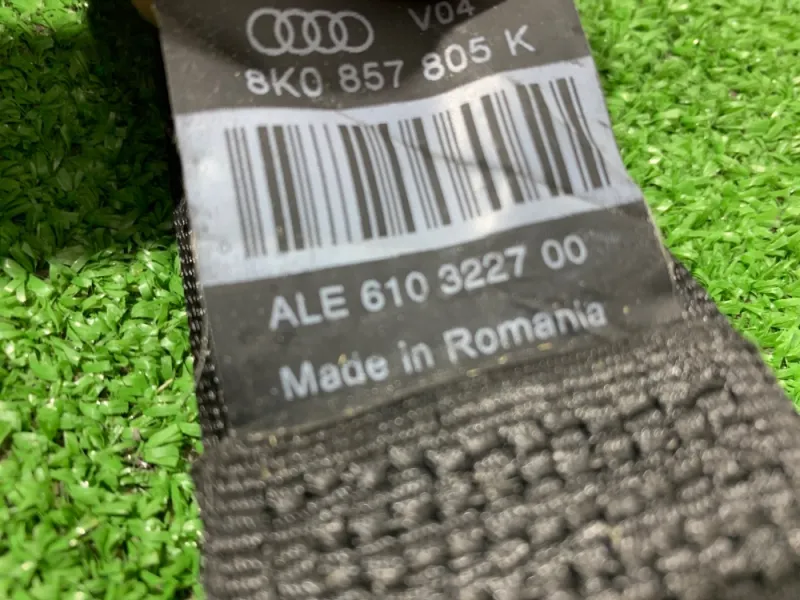 V04
8K0 857 805 K
ALE 610 3227 00
Made in Romania